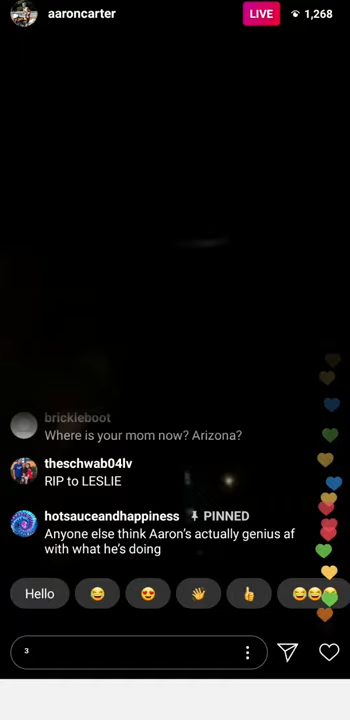 aaroncarter
LIVE
1,268
brickleboot
Where is your mom now? Arizona?
theschwab04lv
RIP to LESLIE
hotsauceandhappiness PINNED
Anyone else think Aaron's actually genius af
with what he's doing
Hello
3